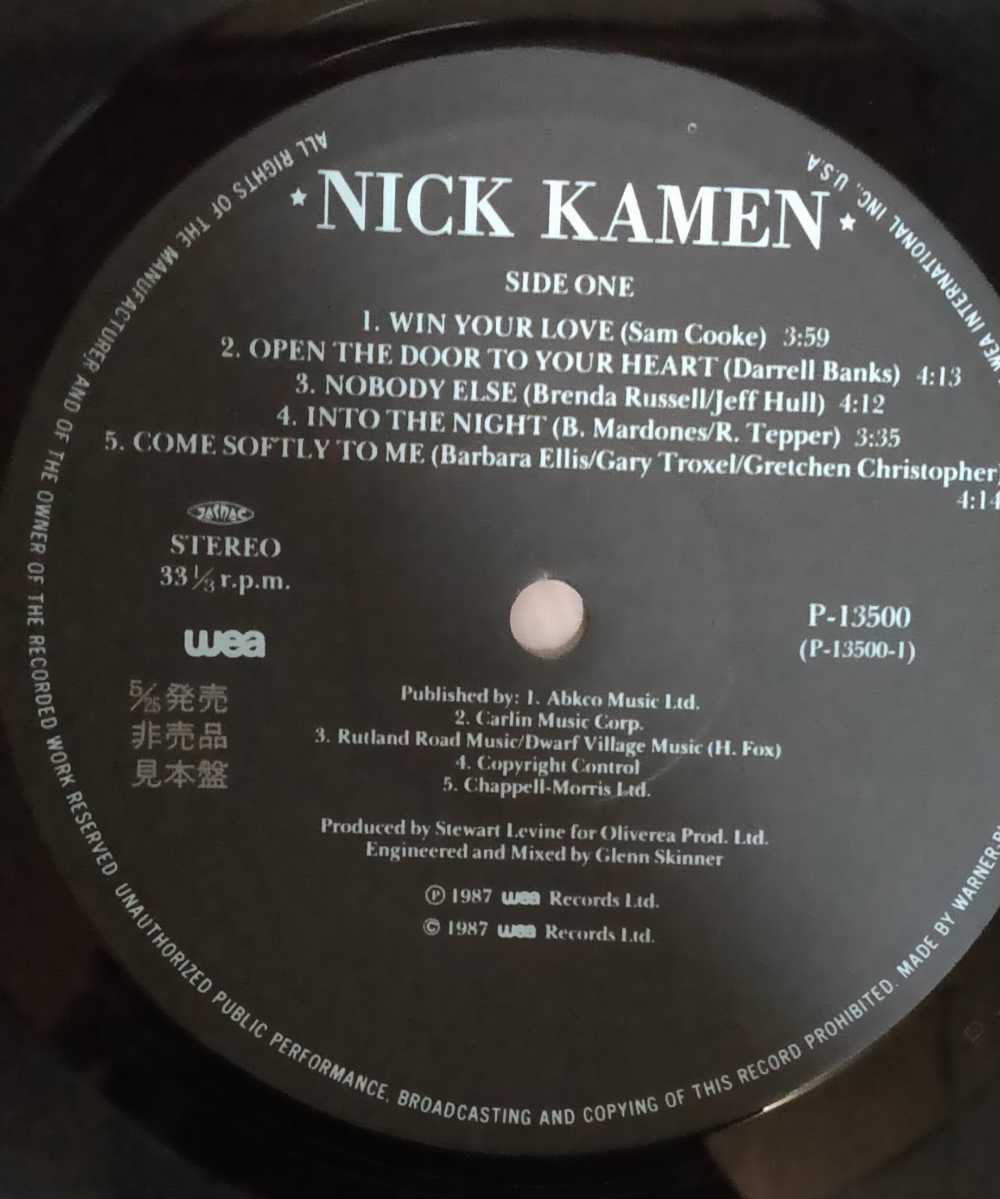 ★NICK KAMEN★
SIDE ONE
1. WIN YOUR LOVE (Sam Cooke) 3:59
2. OPEN THE DOOR TO YOUR HEART (Darrell Banks) 4:13
3. NOBODY ELSE (Brenda Russell/Jeff Hull) 4:12
4. INTO THE NIGHT (B. Mardones/R. Tepper) 3:35
5. COME SOFTLY TO ME (Barbara Ellis/Gary Troxel/Gretchen Christopher)
4:14
JASRAC
STEREO
33 1/3 r.p.m.
wea
P-13500
(P-13500-1)
5/25 発売
非売品
見本盤
Published by: 1. Abkco Music Ltd.
2. Carlin Music Corp.
3. Rutland Road Music/Dwarf Village Music (H. Fox)
4. Copyright Control
5. Chappell-Morris Ltd.
Produced by Stewart Levine for Oliverea Prod. Ltd.
Engineered and Mixed by Glenn Skinner
Ⓟ 1987 wea Records Ltd.
© 1987 wea Records Ltd.
ALL RIGHTS OF THE MANUFACTURER AND OF THE OWNER OF THE RECORDED WORK RESERVED UNAUTHORIZED PUBLIC PERFORMANCE, BROADCASTING AND COPYING OF THIS RECORD PROHIBITED. MADE BY WARNER-P
WEA INTERNATIONAL INC., U.S.A.